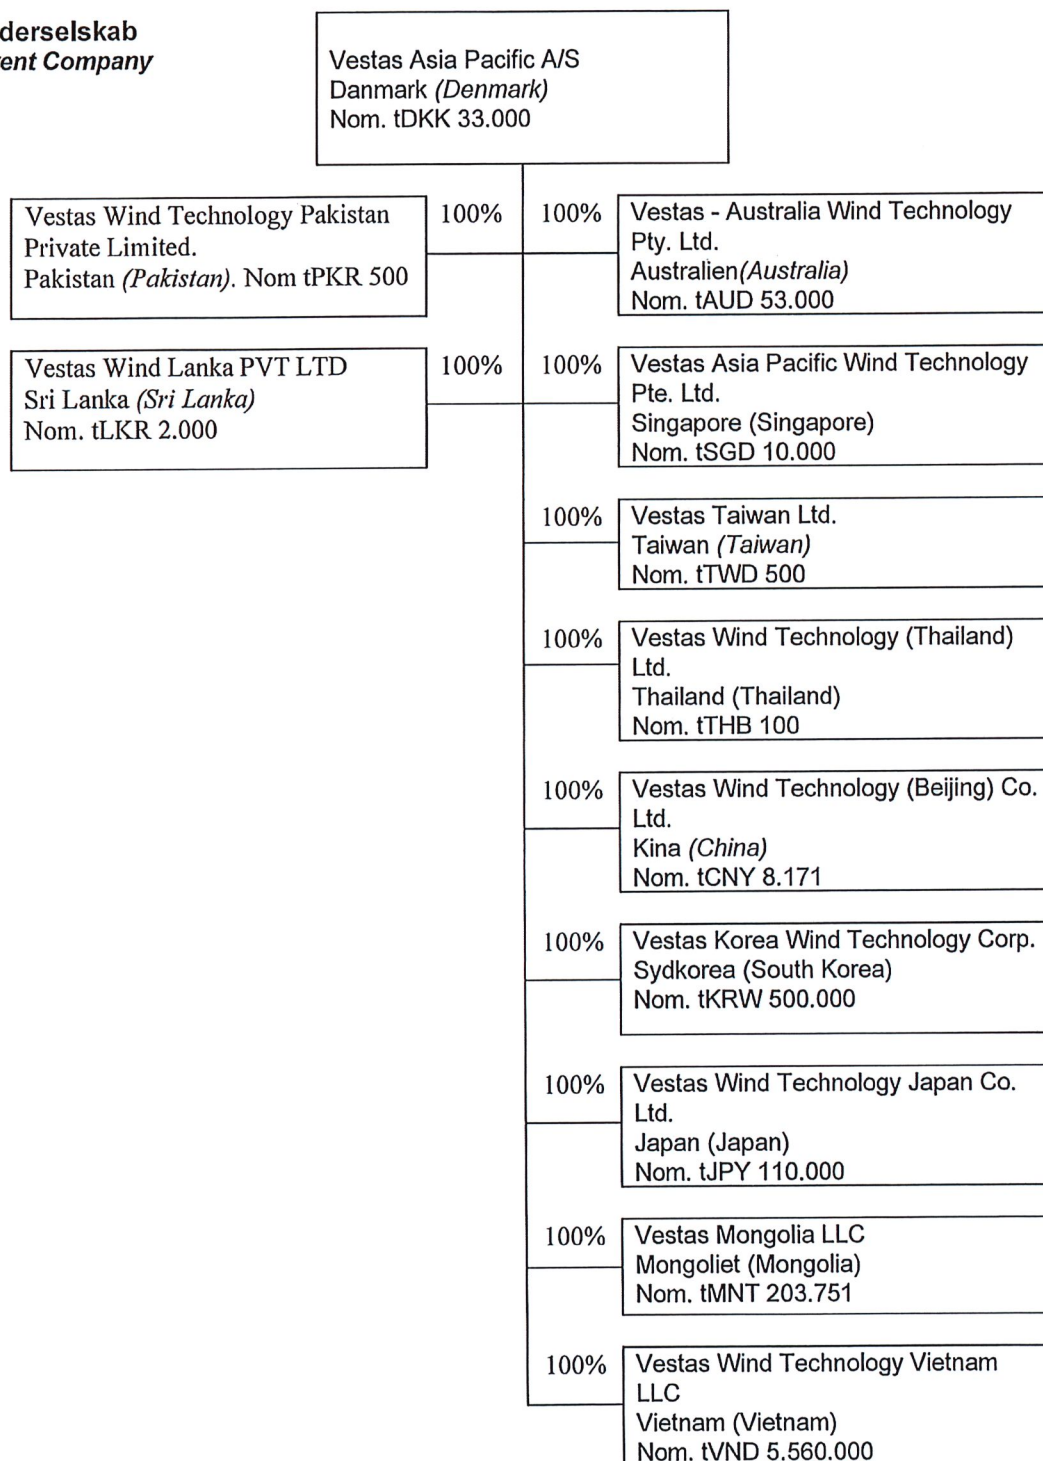 derselskab
ent Company
Vestas Asia Pacific A/S
Danmark (Denmark)
Nom. tDKK 33.000
Vestas Wind Technology Pakistan
Private Limited.
Pakistan (Pakistan). Nom tPKR 500
100%
100%
Vestas - Australia Wind Technology
Pty. Ltd.
Australien(Australia)
Nom. tAUD 53.000
Vestas Wind Lanka PVT LTD
Sri Lanka (Sri Lanka)
Nom. tLKR 2.000
100%
100%
Vestas Asia Pacific Wind Technology
Pte. Ltd.
Singapore (Singapore)
Nom. tSGD 10.000
100%
Vestas Taiwan Ltd.
Taiwan (Taiwan)
Nom. tTWD 500
100%
Vestas Wind Technology (Thailand)
Ltd.
Thailand (Thailand)
Nom. tTHB 100
100%
Vestas Wind Technology (Beijing) Co.
Ltd.
Kina (China)
Nom. tCNY 8.171
100%
Vestas Korea Wind Technology Corp.
Sydkorea (South Korea)
Nom. tKRW 500.000
100%
Vestas Wind Technology Japan Co.
Ltd.
Japan (Japan)
Nom. tJPY 110.000
100%
Vestas Mongolia LLC
Mongoliet (Mongolia)
Nom. tMNT 203.751
100%
Vestas Wind Technology Vietnam
LLC
Vietnam (Vietnam)
Nom. tVND 5.560.000